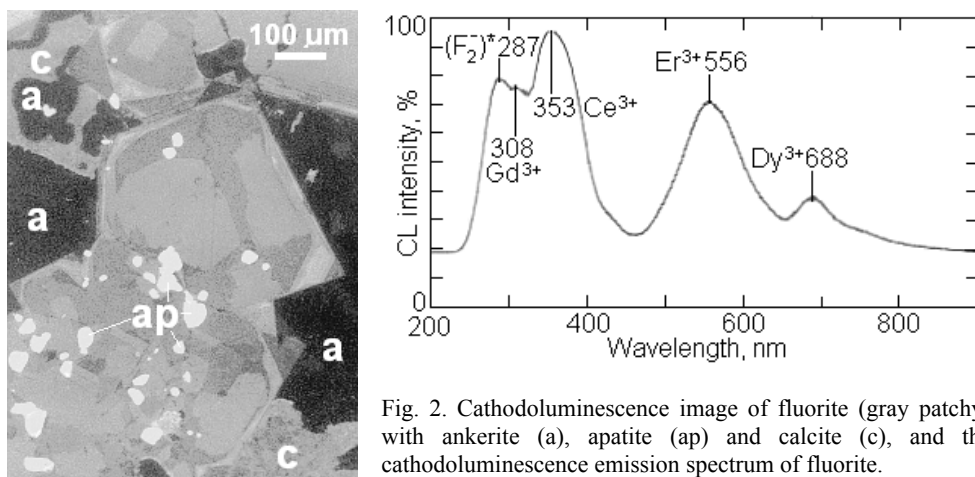 100 µm
c
a
a
ap
a
c
CL intensity, %
100
0
(F₂⁻)*287
308
Gd³⁺
353 Ce³⁺
Er³⁺556
Dy³⁺688
200
400
600
800
Wavelength, nm
Fig. 2. Cathodoluminescence image of fluorite (gray patchy
with ankerite (a), apatite (ap) and calcite (c), and th
cathodoluminescence emission spectrum of fluorite.